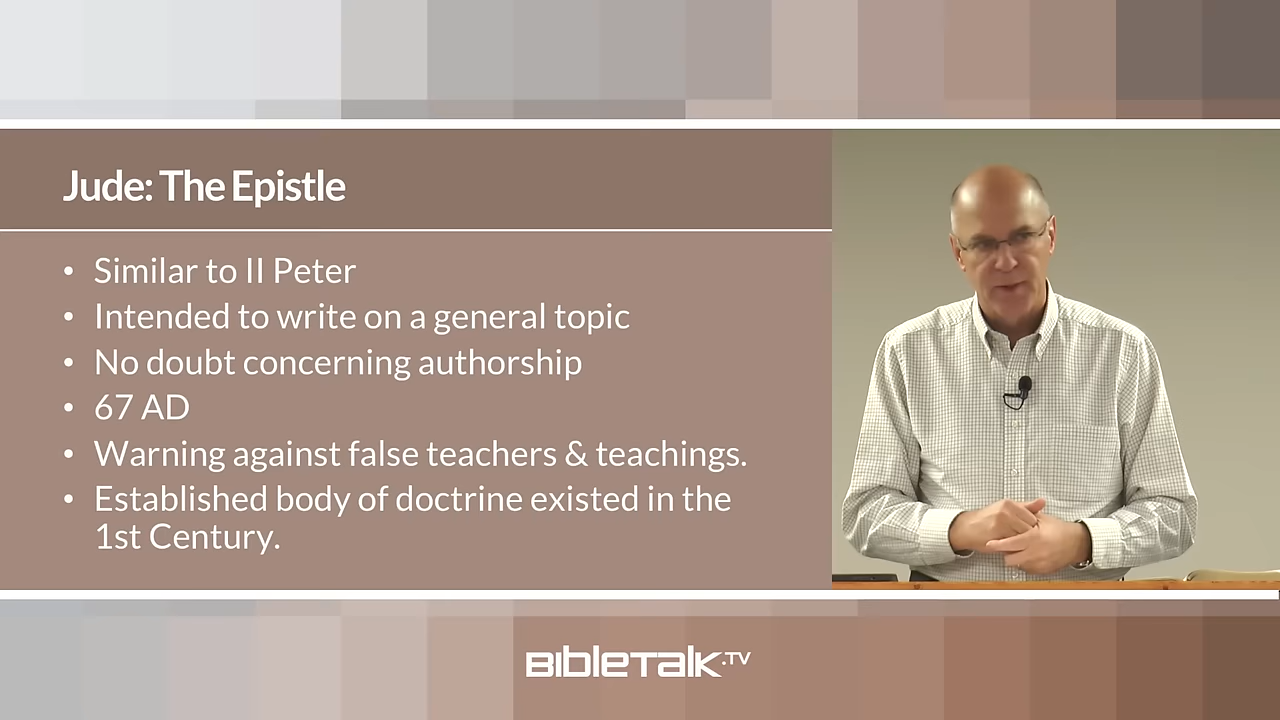 Jude: The Epistle
• Similar to II Peter
• Intended to write on a general topic
• No doubt concerning authorship
• 67 AD
• Warning against false teachers & teachings.
• Established body of doctrine existed in the
1st Century.
BIBLETALK.TV